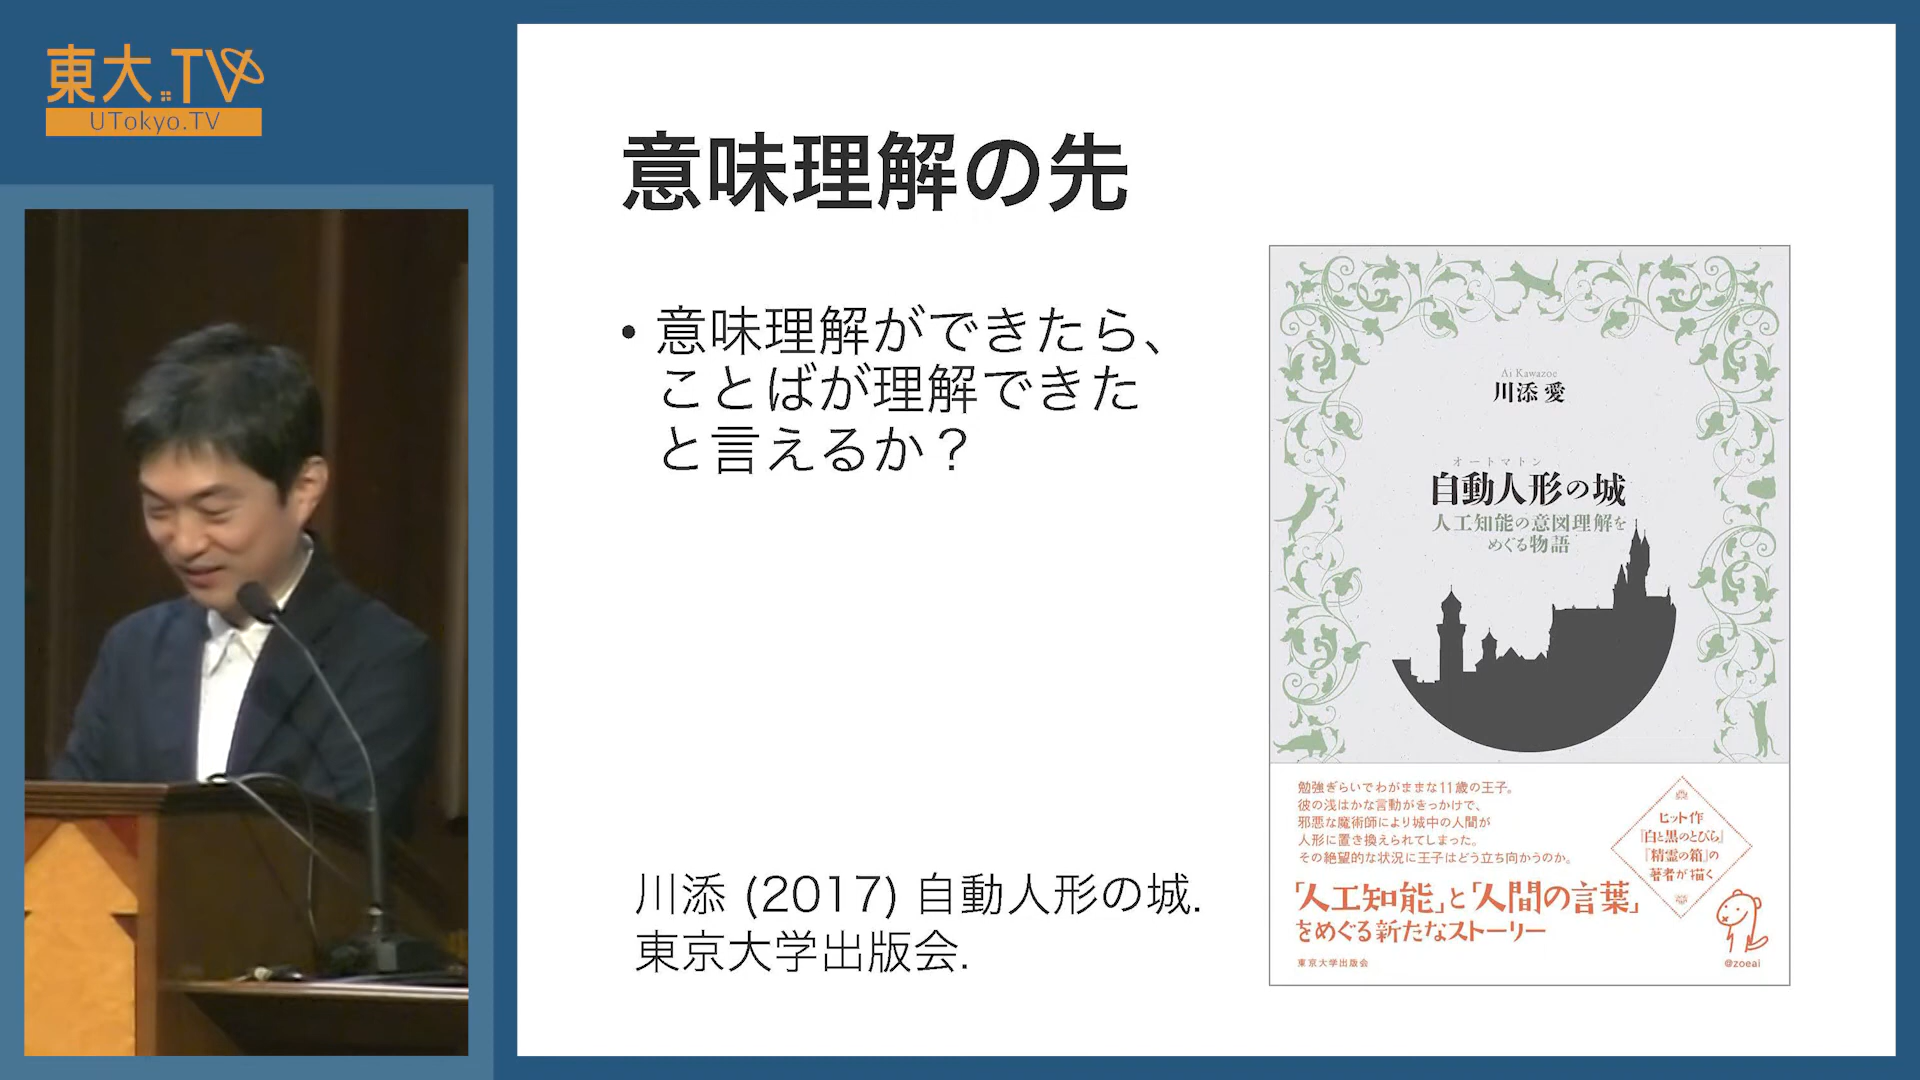 東大.TV
UTokyo.TV
意味理解の先
• 意味理解ができたら、
ことばが理解できた
と言えるか？
川添 (2017) 自動人形の城.
東京大学出版会.
Ai Kawazoe
川添 愛
オートマトン
自動人形の城
人工知能の意図理解を
めぐる物語
勉強ぎらいでわがままな11歳の王子。
彼の浅はかな言動がきっかけで、
邪悪な魔術師により城中の人間が
人形に置き換えられてしまった。
その絶望的な状況に王子はどう立ち向かうのか。
「人工知能」と「人間の言葉」
をめぐる新たなストーリー
東京大学出版会
ヒット作
『白と黒のとびら』
『精霊の箱』の
著者が描く
@zoeai